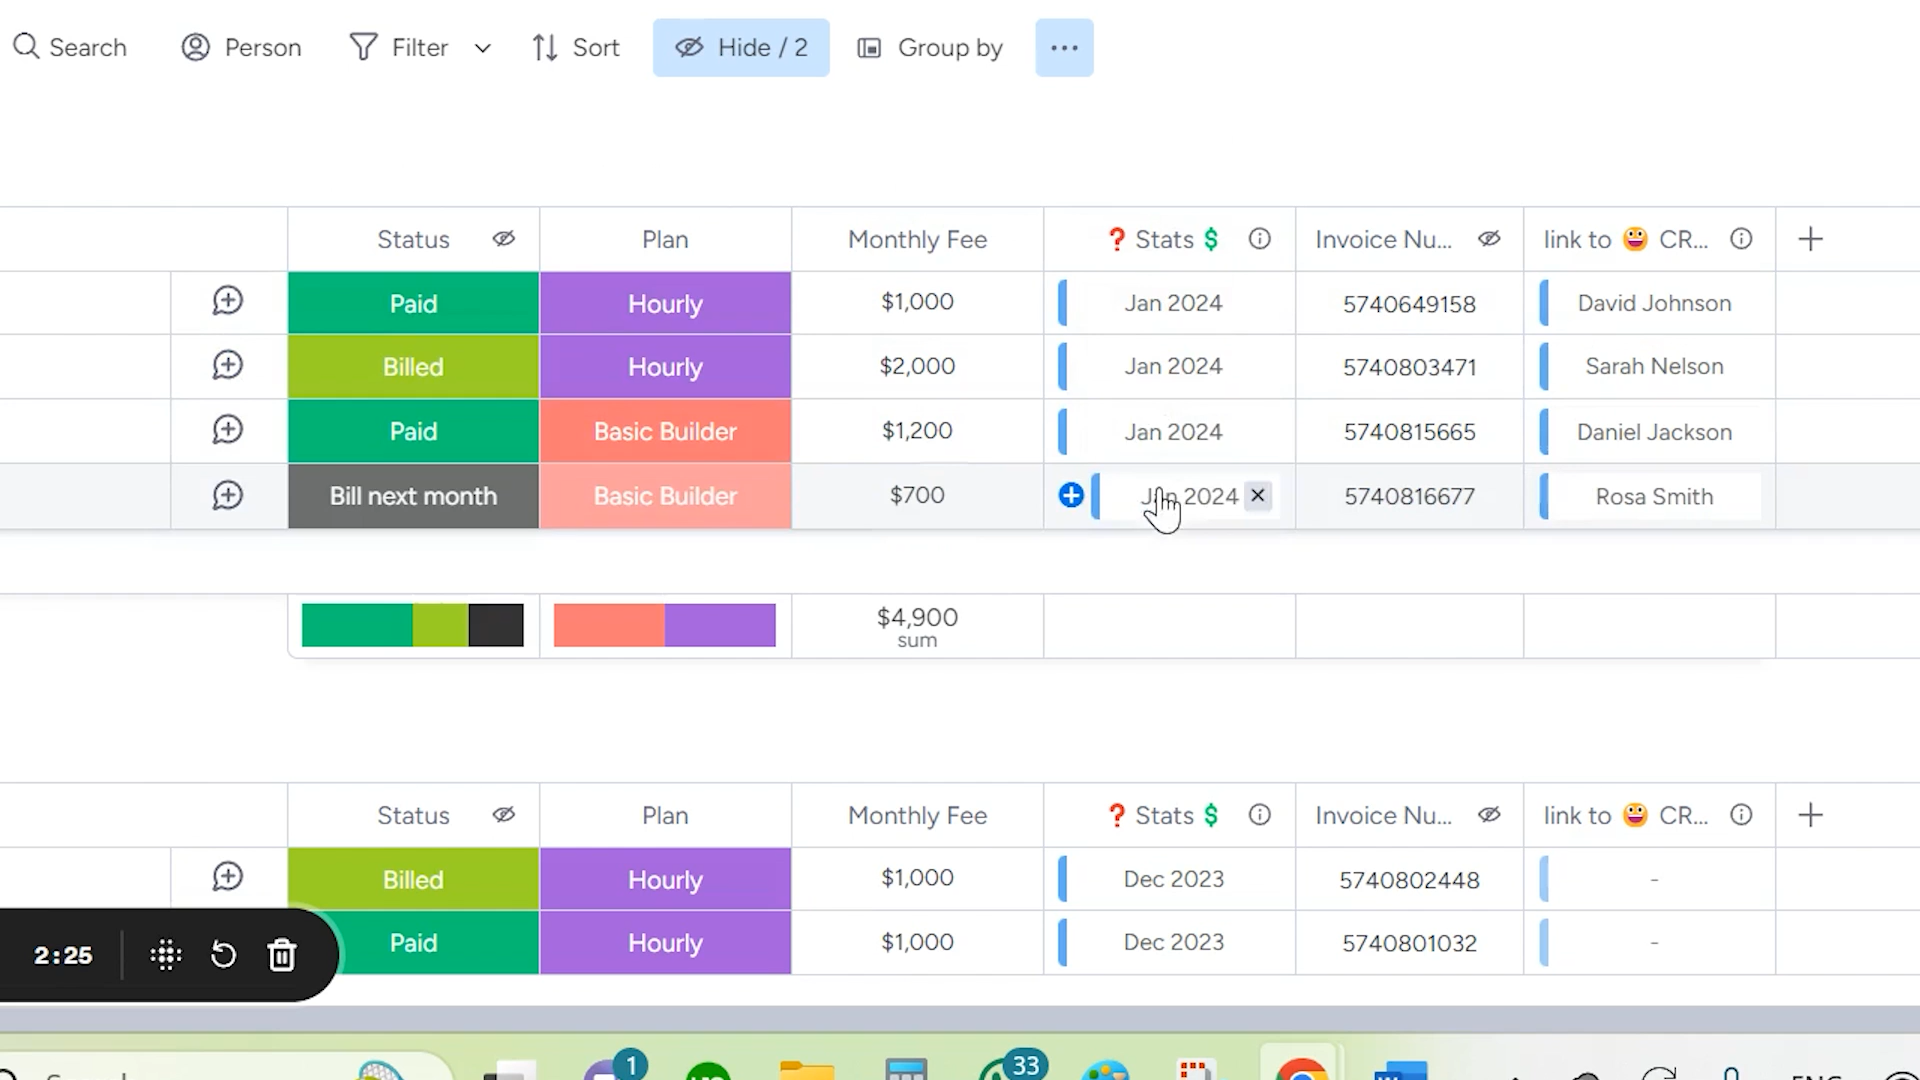 Search Person Filter Sort Hide / 2 Group by
Status Plan Monthly Fee ❓ Stats 💲 Invoice Nu... link to 😀 CR...
Paid Hourly $1,000 Jan 2024 5740649158 David Johnson
Billed Hourly $2,000 Jan 2024 5740803471 Sarah Nelson
Paid Basic Builder $1,200 Jan 2024 5740815665 Daniel Jackson
Bill next month Basic Builder $700 Jan 2024 5740816677 Rosa Smith
$4,900
sum
Status Plan Monthly Fee ❓ Stats 💲 Invoice Nu... link to 😀 CR...
Billed Hourly $1,000 Dec 2023 5740802448 -
Paid Hourly $1,000 Dec 2023 5740801032 -
2:25
1 33